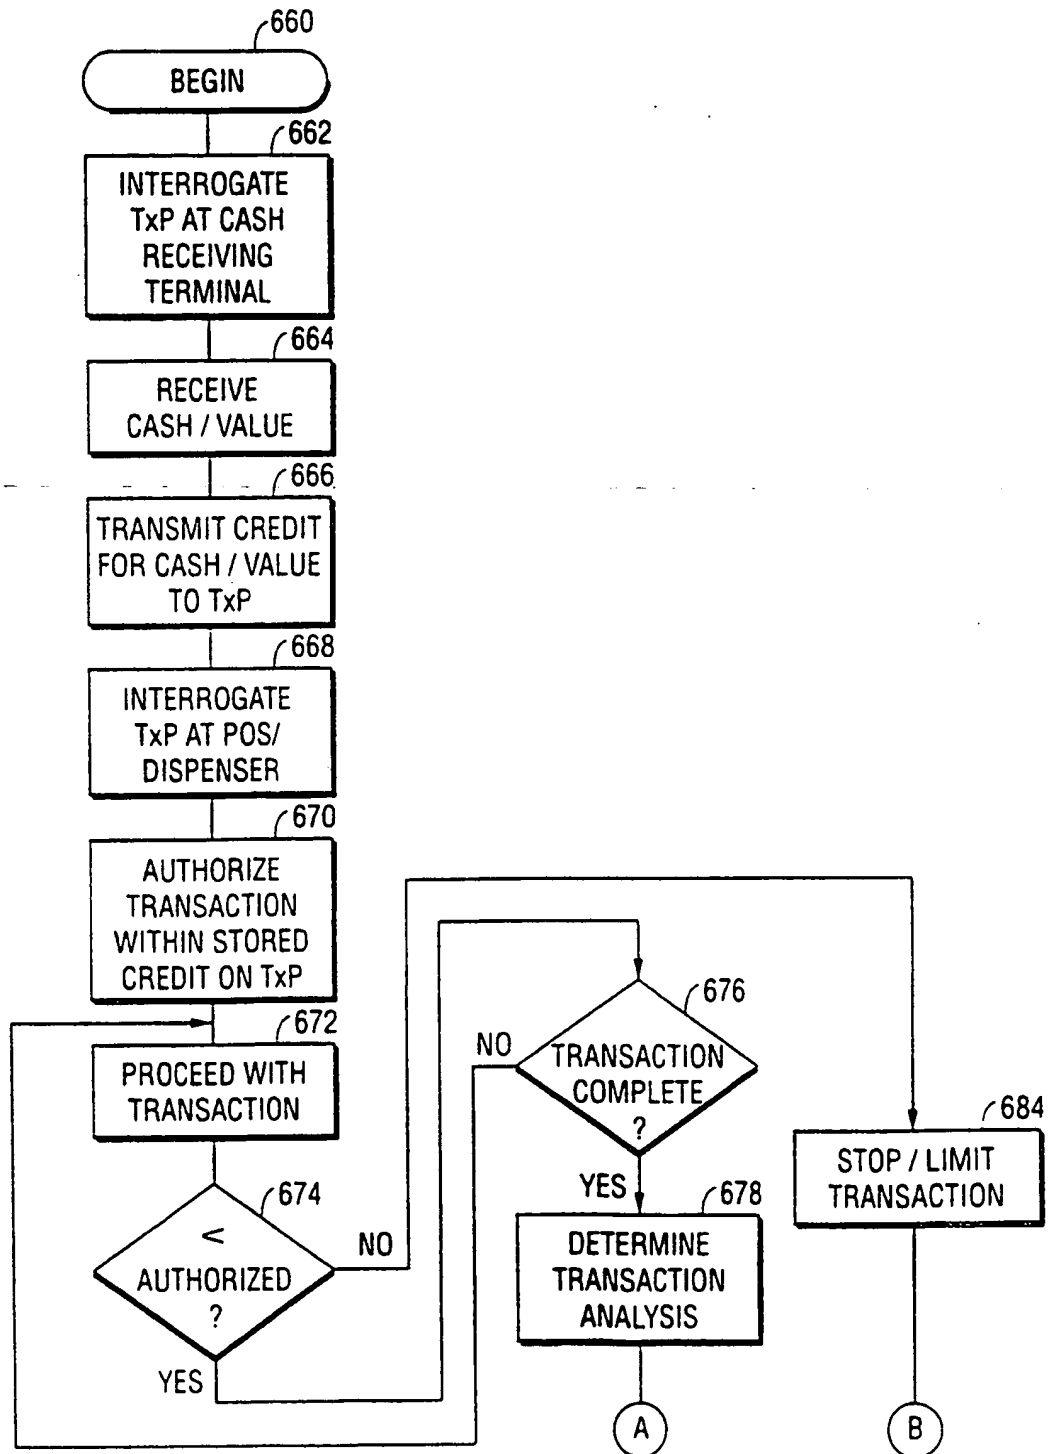 660
BEGIN
662
INTERROGATE
TxP AT CASH
RECEIVING
TERMINAL
664
RECEIVE
CASH / VALUE
666
TRANSMIT CREDIT
FOR CASH / VALUE
TO TxP
668
INTERROGATE
TxP AT POS/
DISPENSER
670
AUTHORIZE
TRANSACTION
WITHIN STORED
CREDIT ON TxP
672
PROCEED WITH
TRANSACTION
674
<
AUTHORIZED
?
NO
YES
676
TRANSACTION
COMPLETE
?
NO
YES
678
DETERMINE
TRANSACTION
ANALYSIS
A
684
STOP / LIMIT
TRANSACTION
B